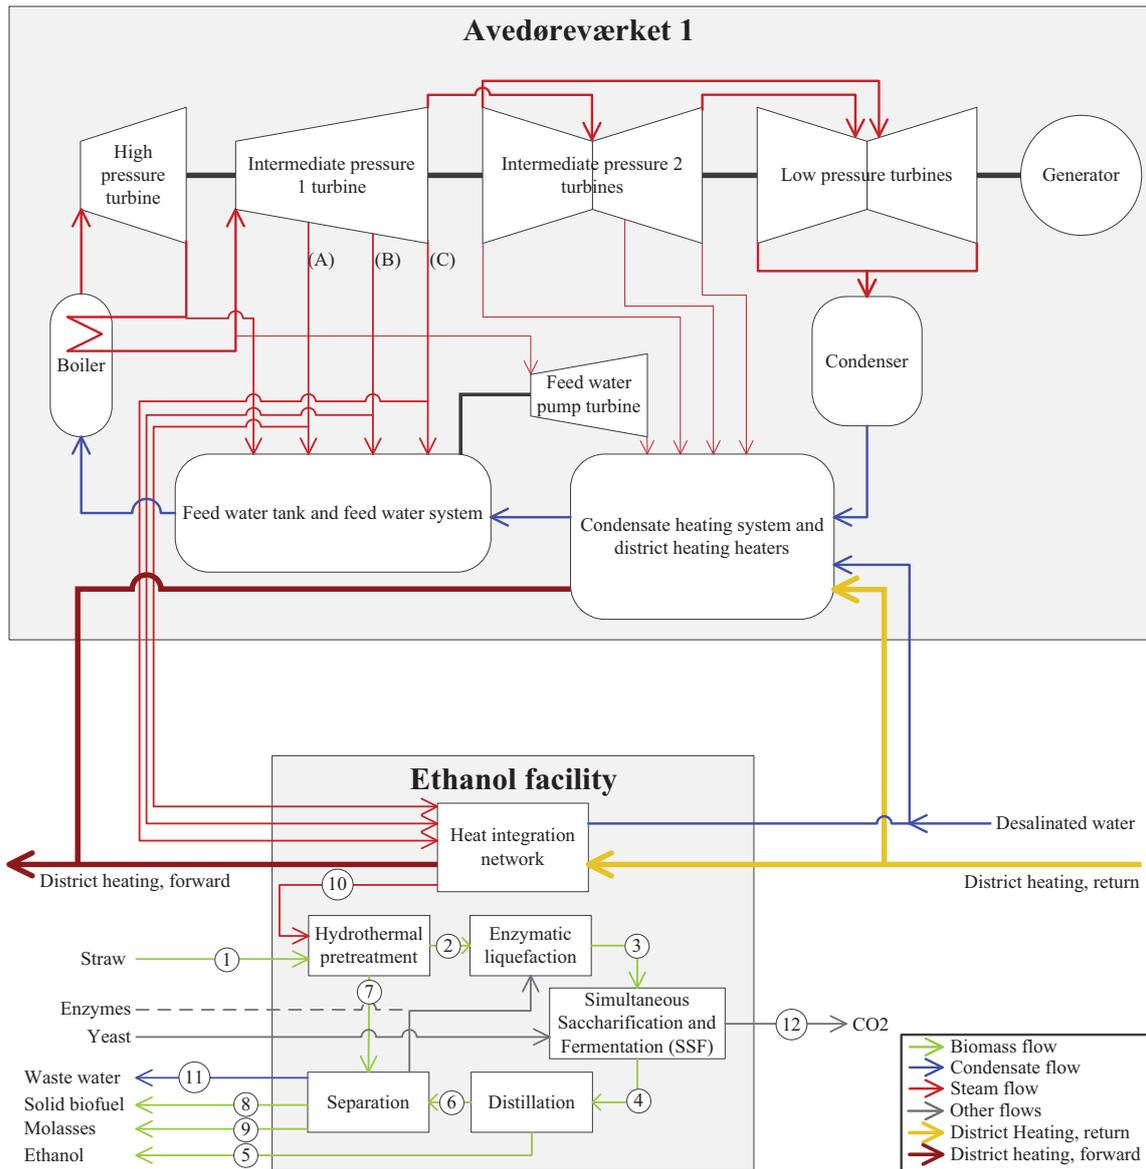 Avedøreværket 1
High
pressure
turbine
Intermediate pressure
1 turbine
Intermediate pressure 2
turbines
Low pressure turbines
Generator
(A)
(B)
(C)
Boiler
Feed water
pump turbine
Condenser
Feed water tank and feed water system
Condensate heating system and
district heating heaters
Ethanol facility
Heat integration
network
Desalinated water
District heating, forward
District heating, return
10
Straw
1
Hydrothermal
pretreatment
2
Enzymatic
liquefaction
3
7
Enzymes
Yeast
Simultaneous
Saccharification and
Fermentation (SSF)
12
CO2
Waste water
11
Solid biofuel
8
Molasses
9
Ethanol
5
Separation
6
Distillation
4
Biomass flow
Condensate flow
Steam flow
Other flows
District Heating, return
District heating, forward